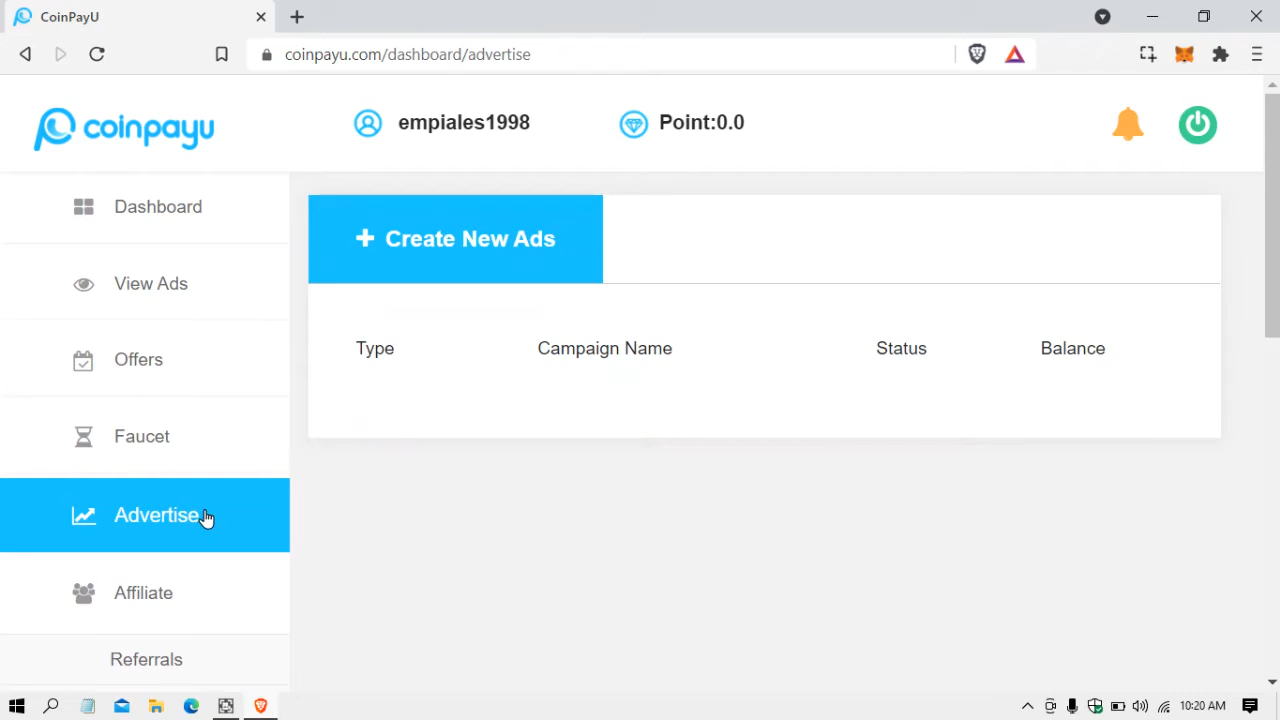 CoinPayU
coinpayu.com/dashboard/advertise
coinpayu
empiales1998
Point:0.0
Dashboard
View Ads
Offers
Faucet
Advertise
Affiliate
Referrals
Create New Ads
Type Campaign Name Status Balance
10:20 AM